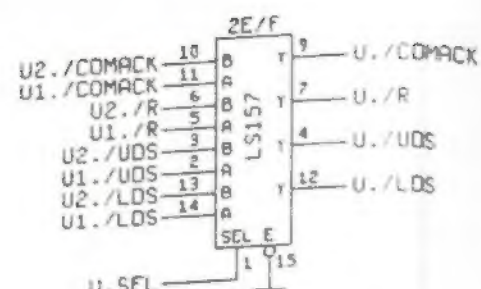 2E/F
U2./COMACK 10 B Y 9 U./COMACK
U1./COMACK 11 A
U2./R 6 B Y 7 U./R
U1./R 5 A
U2./UDS 3 B Y 4 U./UDS
U1./UDS 2 A
U2./LDS 13 B Y 12 U./LDS
U1./LDS 14 A
LS157
SEL E
1 15
U.SEL